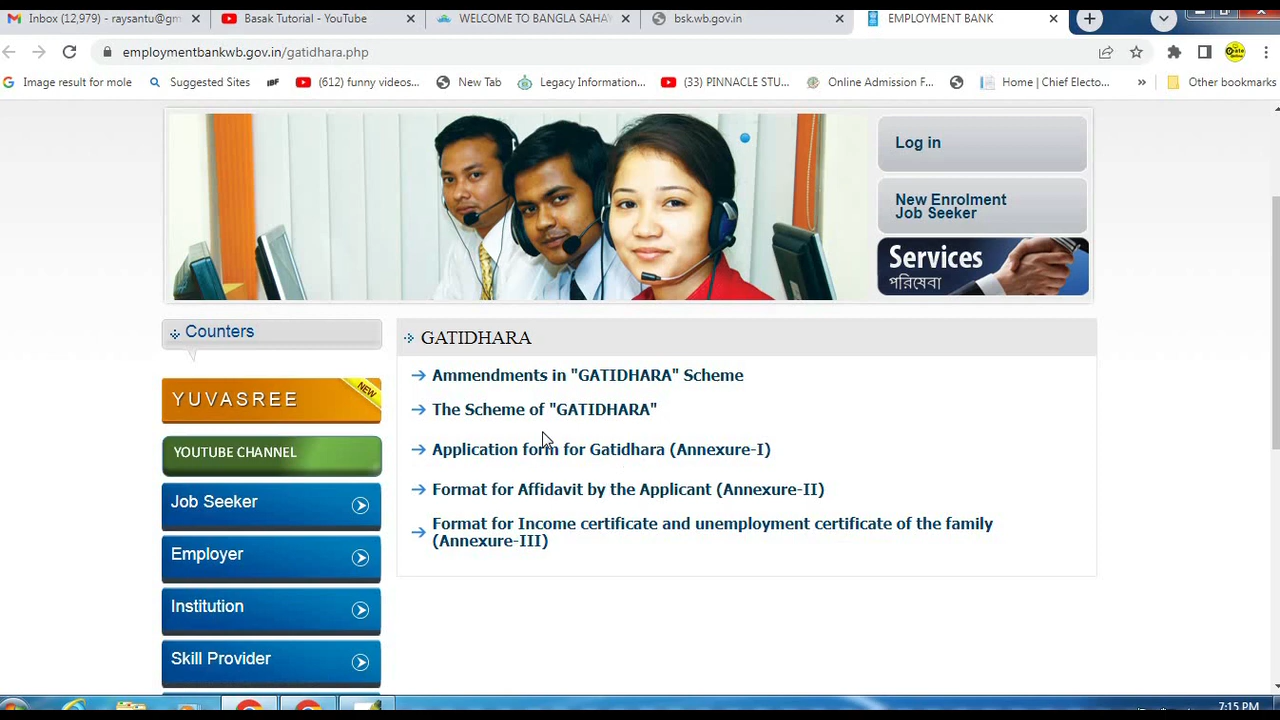 Inbox (12,979) - raysantu@gm
Basak Tutorial - YouTube
WELCOME TO BANGLA SAHAY
bsk.wb.gov.in
EMPLOYMENT BANK
employmentbankwb.gov.in/gatidhara.php
Image result for mole
Suggested Sites
(612) funny videos...
New Tab
Legacy Information...
(33) PINNACLE STU...
Online Admission F...
Home | Chief Electo...
»
Other bookmarks
Log in
New Enrolment
Job Seeker
Services
পরিষেবা
Counters
GATIDHARA
Ammendments in "GATIDHARA" Scheme
The Scheme of "GATIDHARA"
Application form for Gatidhara (Annexure-I)
Format for Affidavit by the Applicant (Annexure-II)
Format for Income certificate and unemployment certificate of the family
(Annexure-III)
YUVASREE
NEW
YOUTUBE CHANNEL
Job Seeker
Employer
Institution
Skill Provider
7:15 PM